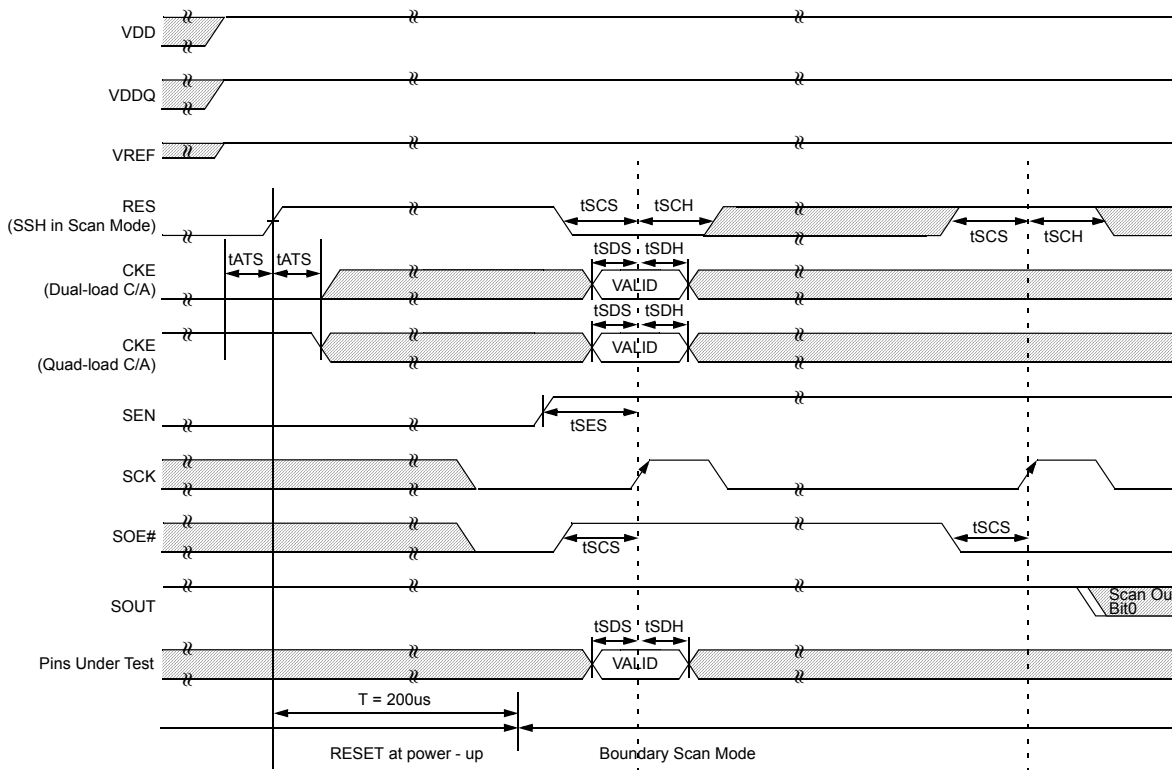 VDD
VDDQ
VREF
RES
(SSH in Scan Mode)
tSCS
tSCH
tSCS
tSCH
tATS
tATS
CKE
(Dual-load C/A)
tSDS
tSDH
VALID
CKE
(Quad-load C/A)
tSDS
tSDH
VALID
SEN
tSES
SCK
SOE#
tSCS
tSCS
SOUT
Scan Ou
Bit0
Pins Under Test
tSDS
tSDH
VALID
T = 200us
RESET at power - up
Boundary Scan Mode